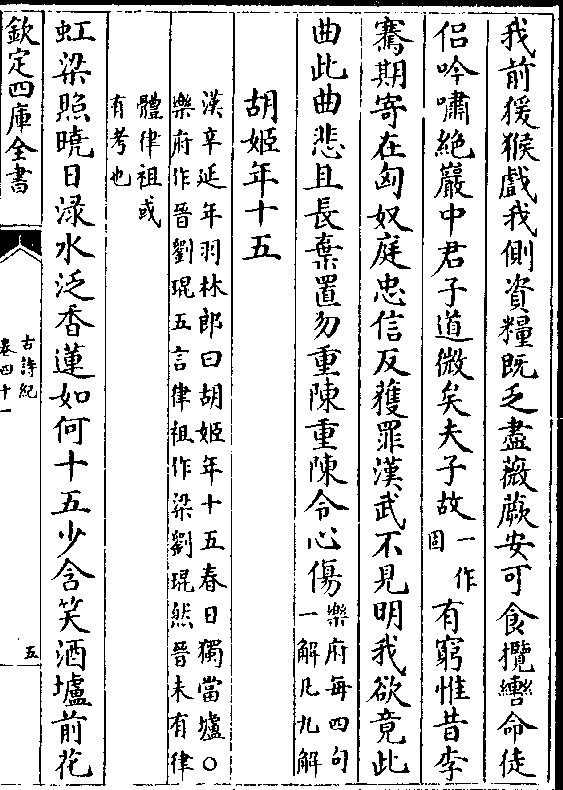 我前猨猴戲我側資糧既乏盡薇蕨安可食攬轡命徒
侣吟嘯絶巖中君子道微矣夫子故一作固有窮惟昔李
騫期寄在匈奴庭忠信反獲罪漢武不見明我欲竟此
曲此曲悲且長棄置勿重陳重陳令心傷樂府每四句一解凡九解
胡姬年十五
漢辛延年羽林郎曰胡姬年十五春日獨當壚○
樂府作晉劉琨五言律祖作梁劉琨然晉未有律
體律祖或
有考也
虹梁照曉日渌水泛香蓮如何十五少含笑酒壚前花
欽定四庫全書
古詩紀
卷四十一
五